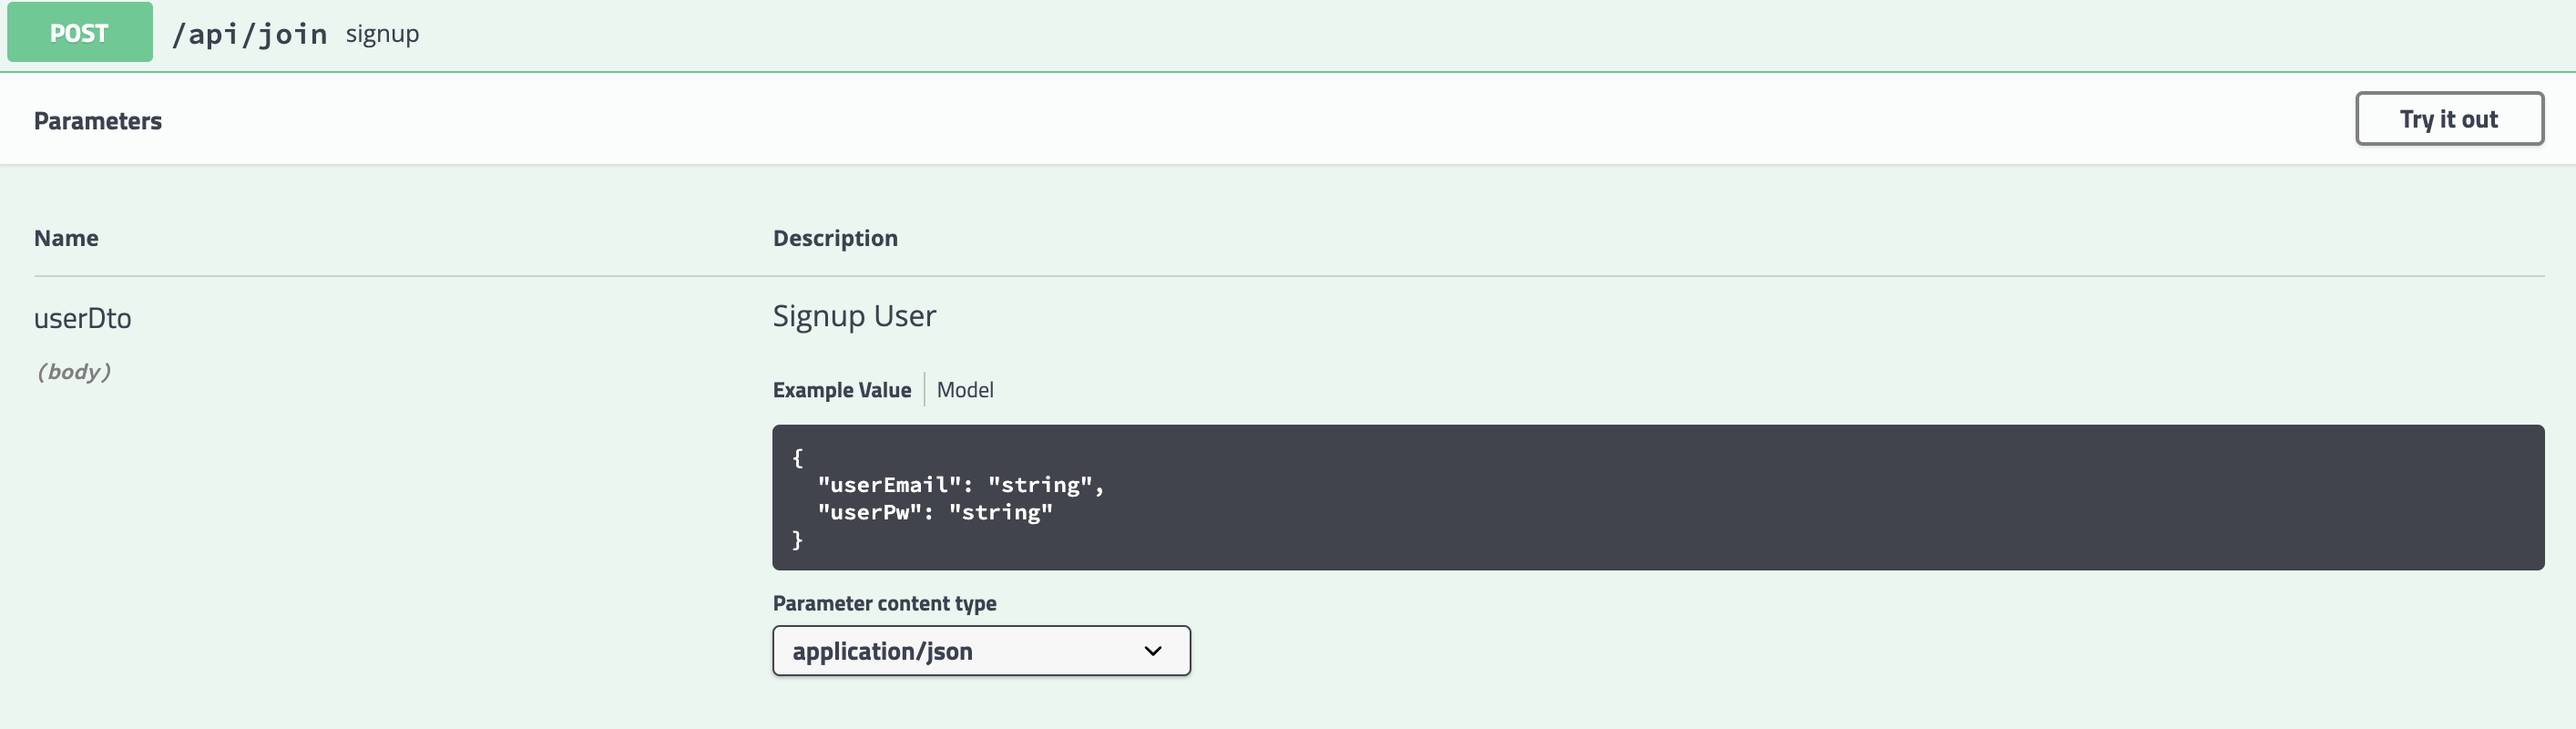 POST /api/join signup
Parameters Try it out
Name Description
userDto Signup User
(body)
Example Value Model
{
"userEmail": "string",
"userPw": "string"
}
Parameter content type
application/json